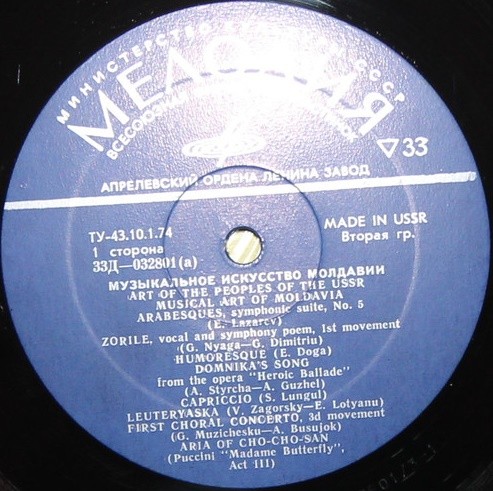 МИНИСТЕРСТВО СССР
МЕЛОДИЯ
ВСЕСОЮЗНАЯ
33
АПРЕЛЕВСКИЙ ОРДЕНА ЛЕНИНА ЗАВОД
ТУ-43.10.1.74
1 сторона
33Д—032801(а)
MADE IN USSR
Вторая гр.
МУЗЫКАЛЬНОЕ ИСКУССТВО МОЛДАВИИ
ART OF THE PEOPLES OF THE USSR
MUSICAL ART OF MOLDAVIA
ARABESQUES, symphonic suite, No. 5
(E. Lazarev)
ZORILE, vocal and symphony poem, 1st movement
(G. Nyaga—G. Dimitriu)
HUMORESQUE (E. Doga)
DOMNIKA'S SONG
from the opera "Heroic Ballade"
(A. Styrcha—A. Guzhel)
CAPRICCIO (S. Lungul)
LEUTERYASKA (V. Zagorsky—E. Lotyanu)
FIRST CHORAL CONCERTO, 3d movement
(G. Muzichesku—A. Busujok)
ARIA OF CHO-CHO-SAN
(Puccini "Madame Butterfly",
Act III)